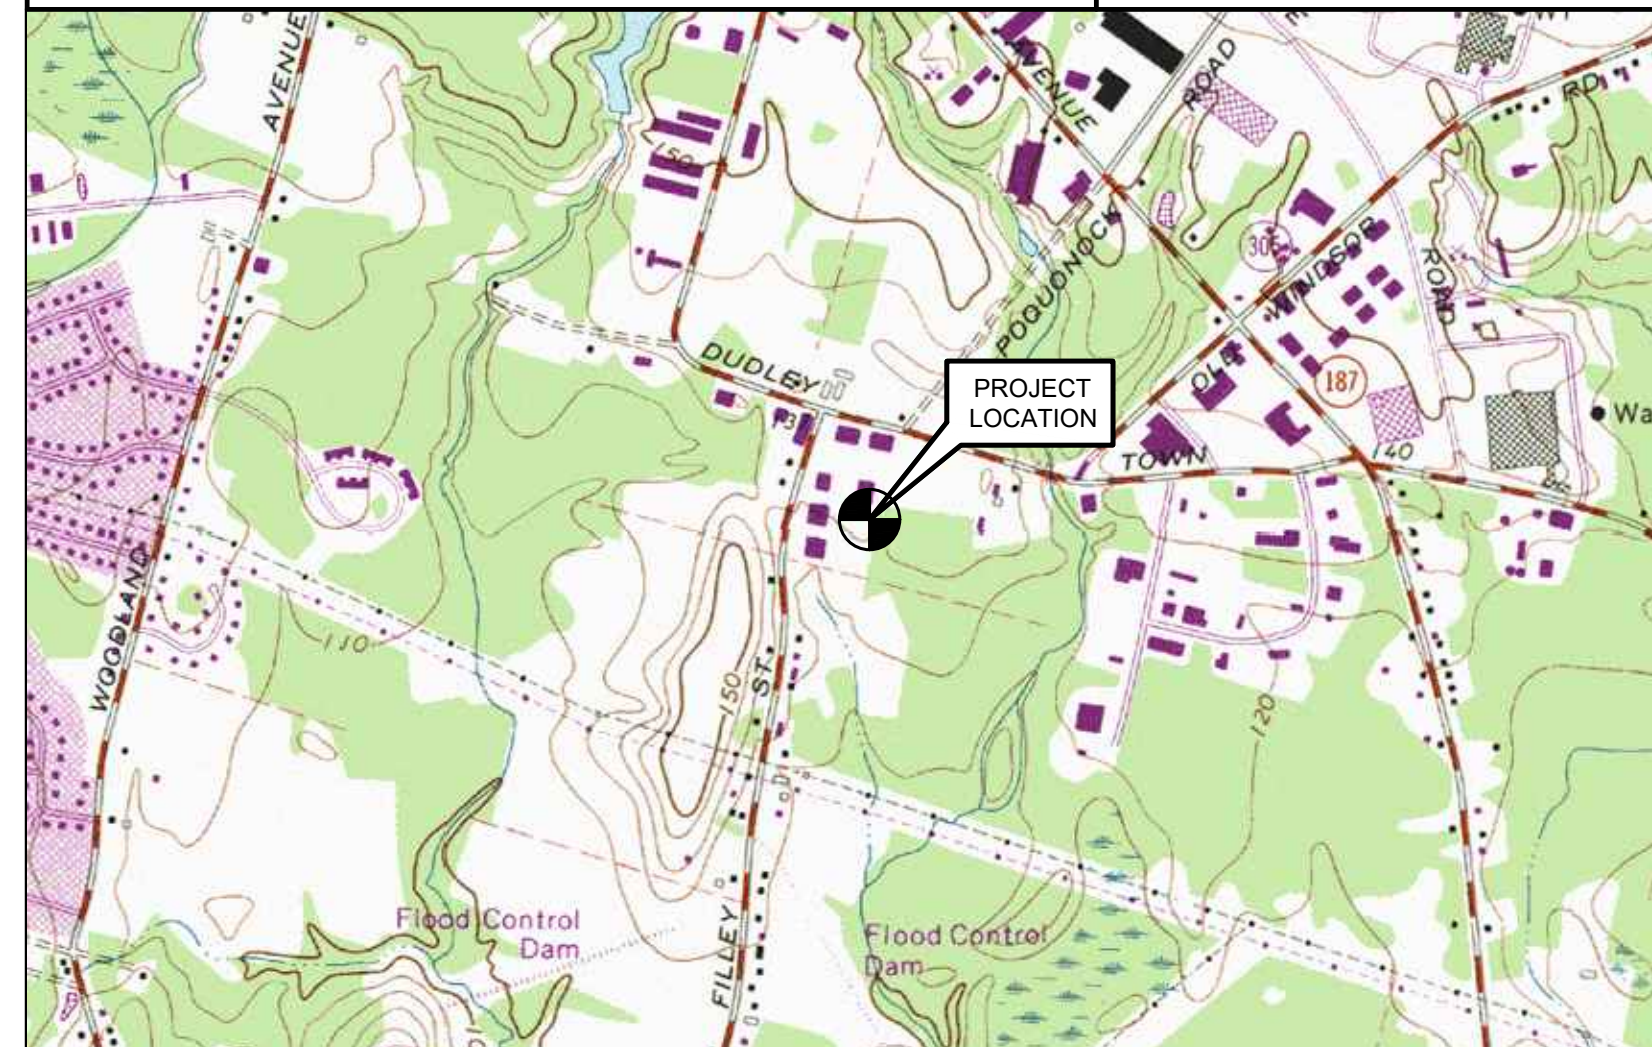 AVENUE
AVENUE
ROAD
RD
150
305
WINDSOR
ROAD
POQUONOCK
DUDLEY
OLD
187
PROJECT
LOCATION
Wa
TOWN
140
WOODLAND
150
ST
120
Flood Control
Dam
Flood Control
Dam
FILLEY